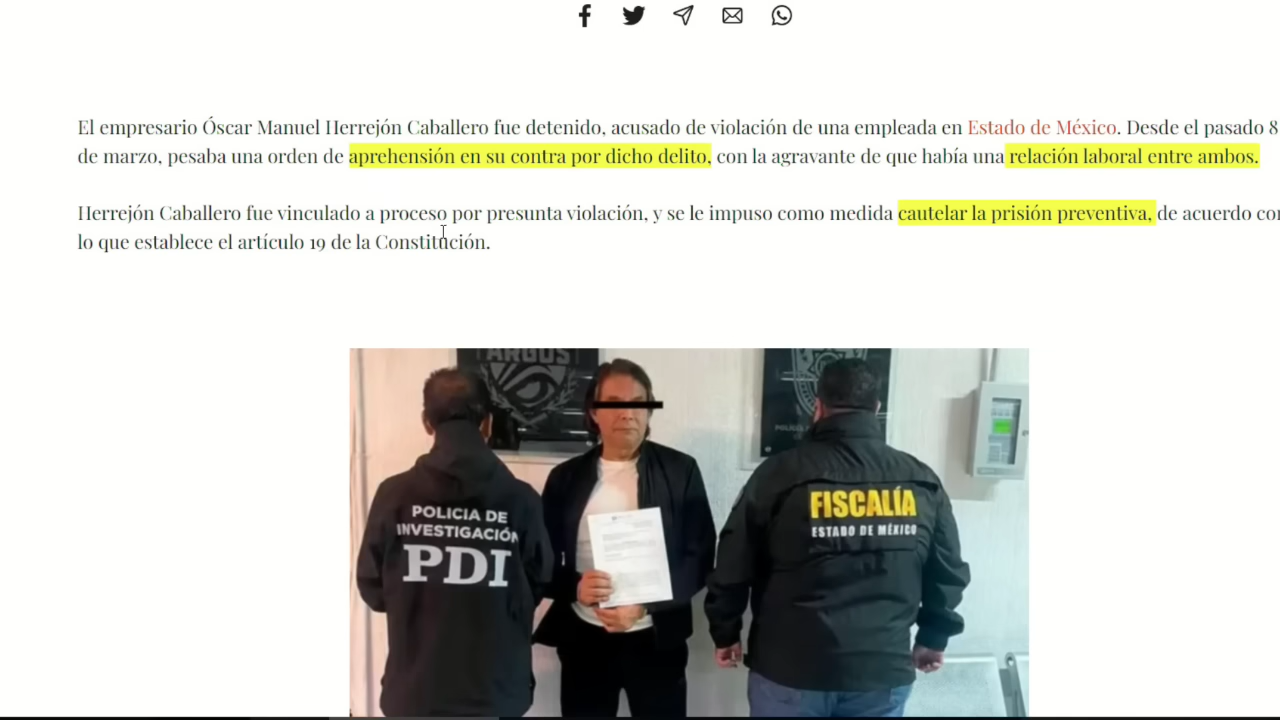 El empresario Óscar Manuel Herrejón Caballero fue detenido, acusado de violación de una empleada en Estado de México. Desde el pasado 8
de marzo, pesaba una orden de aprehensión en su contra por dicho delito, con la agravante de que había una relación laboral entre ambos.
Herrejón Caballero fue vinculado a proceso por presunta violación, y se le impuso como medida cautelar la prisión preventiva, de acuerdo con
lo que establece el artículo 19 de la Constitución.
ARGOS
POLICIA DE
INVESTIGACIÓN
PDI
FISCALÍA
ESTADO DE MÉXICO